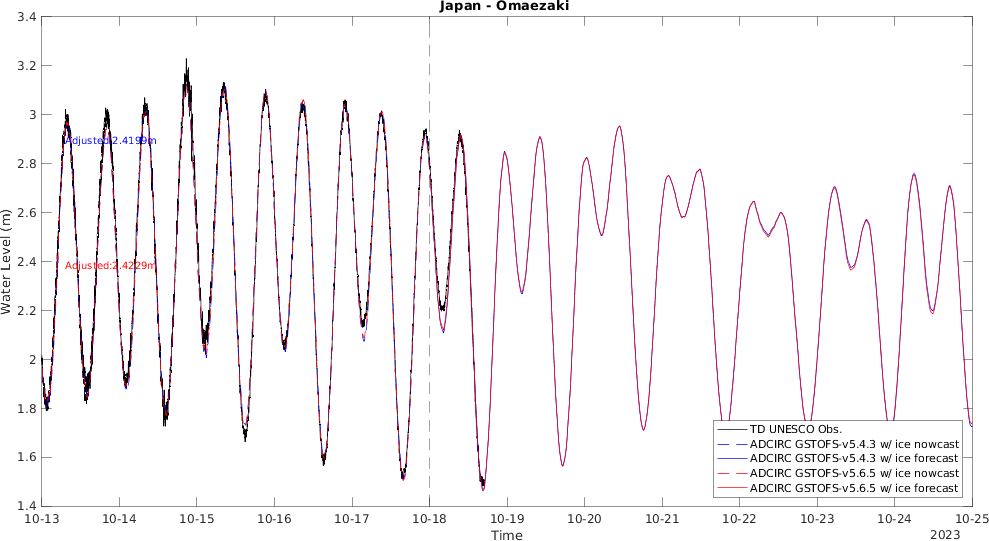 Japan - Omaezaki
3.4
3.2
3
2.8
2.6
2.4
2.2
2
1.8
1.6
1.4
Water Level (m)
Adjusted:2.4199m
Adjusted:2.4229m
TD UNESCO Obs.
ADCIRC GSTOFS-v5.4.3 w/ ice nowcast
ADCIRC GSTOFS-v5.4.3 w/ ice forecast
ADCIRC GSTOFS-v5.6.5 w/ ice nowcast
ADCIRC GSTOFS-v5.6.5 w/ ice forecast
10-13 10-14 10-15 10-16 10-17 10-18 10-19 10-20 10-21 10-22 10-23 10-24 10-25
Time
2023